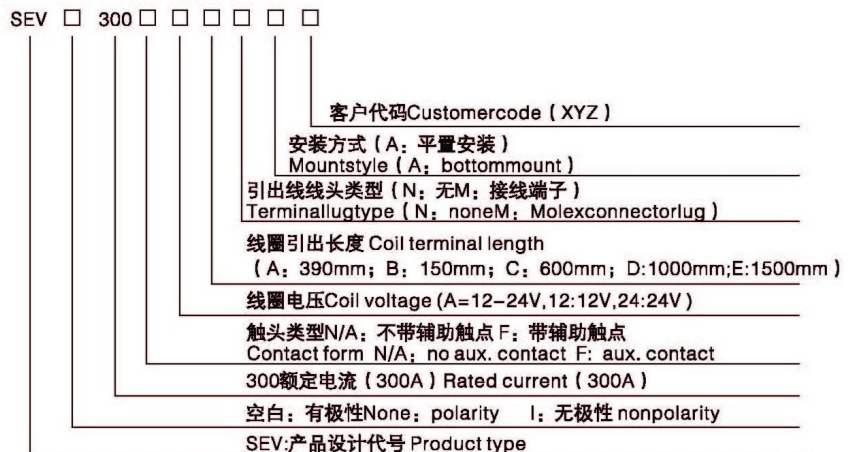 SEV □ 300 □ □ □ □ □ □
客户代码Customercode（XYZ）
安装方式（A：平置安装）
Mountstyle（A：bottommount）
引出线线头类型（N：无M：接线端子）
Terminallugtype（N：noneM：Molexconnectorlug）
线圈引出长度 Coil terminal length
（A：390mm；B：150mm；C：600mm；D:1000mm;E:1500mm）
线圈电压Coil voltage (A=12–24V,12:12V,24:24V）
触头类型N/A：不带辅助触点 F：带辅助触点
Contact form N/A：no aux. contact F: aux. contact
300额定电流（300A）Rated current（300A）
空白：有极性None：polarity I：无极性 nonpolarity
SEV:产品设计代号 Product type